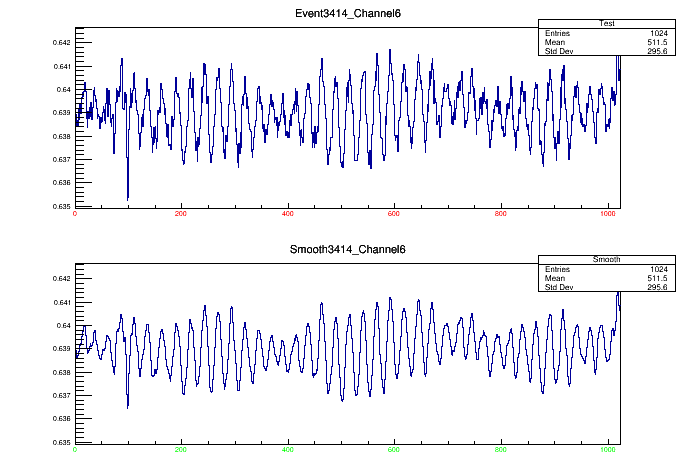 Event3414_Channel6
Test
Entries 1024
Mean 511.5
Std Dev 295.6
0.642
0.641
0.64
0.639
0.638
0.637
0.636
0.635
0 200 400 600 800 1000
Smooth3414_Channel6
Smooth
Entries 1024
Mean 511.5
Std Dev 295.6
0.642
0.641
0.64
0.639
0.638
0.637
0.636
0.635
0 200 400 600 800 1000